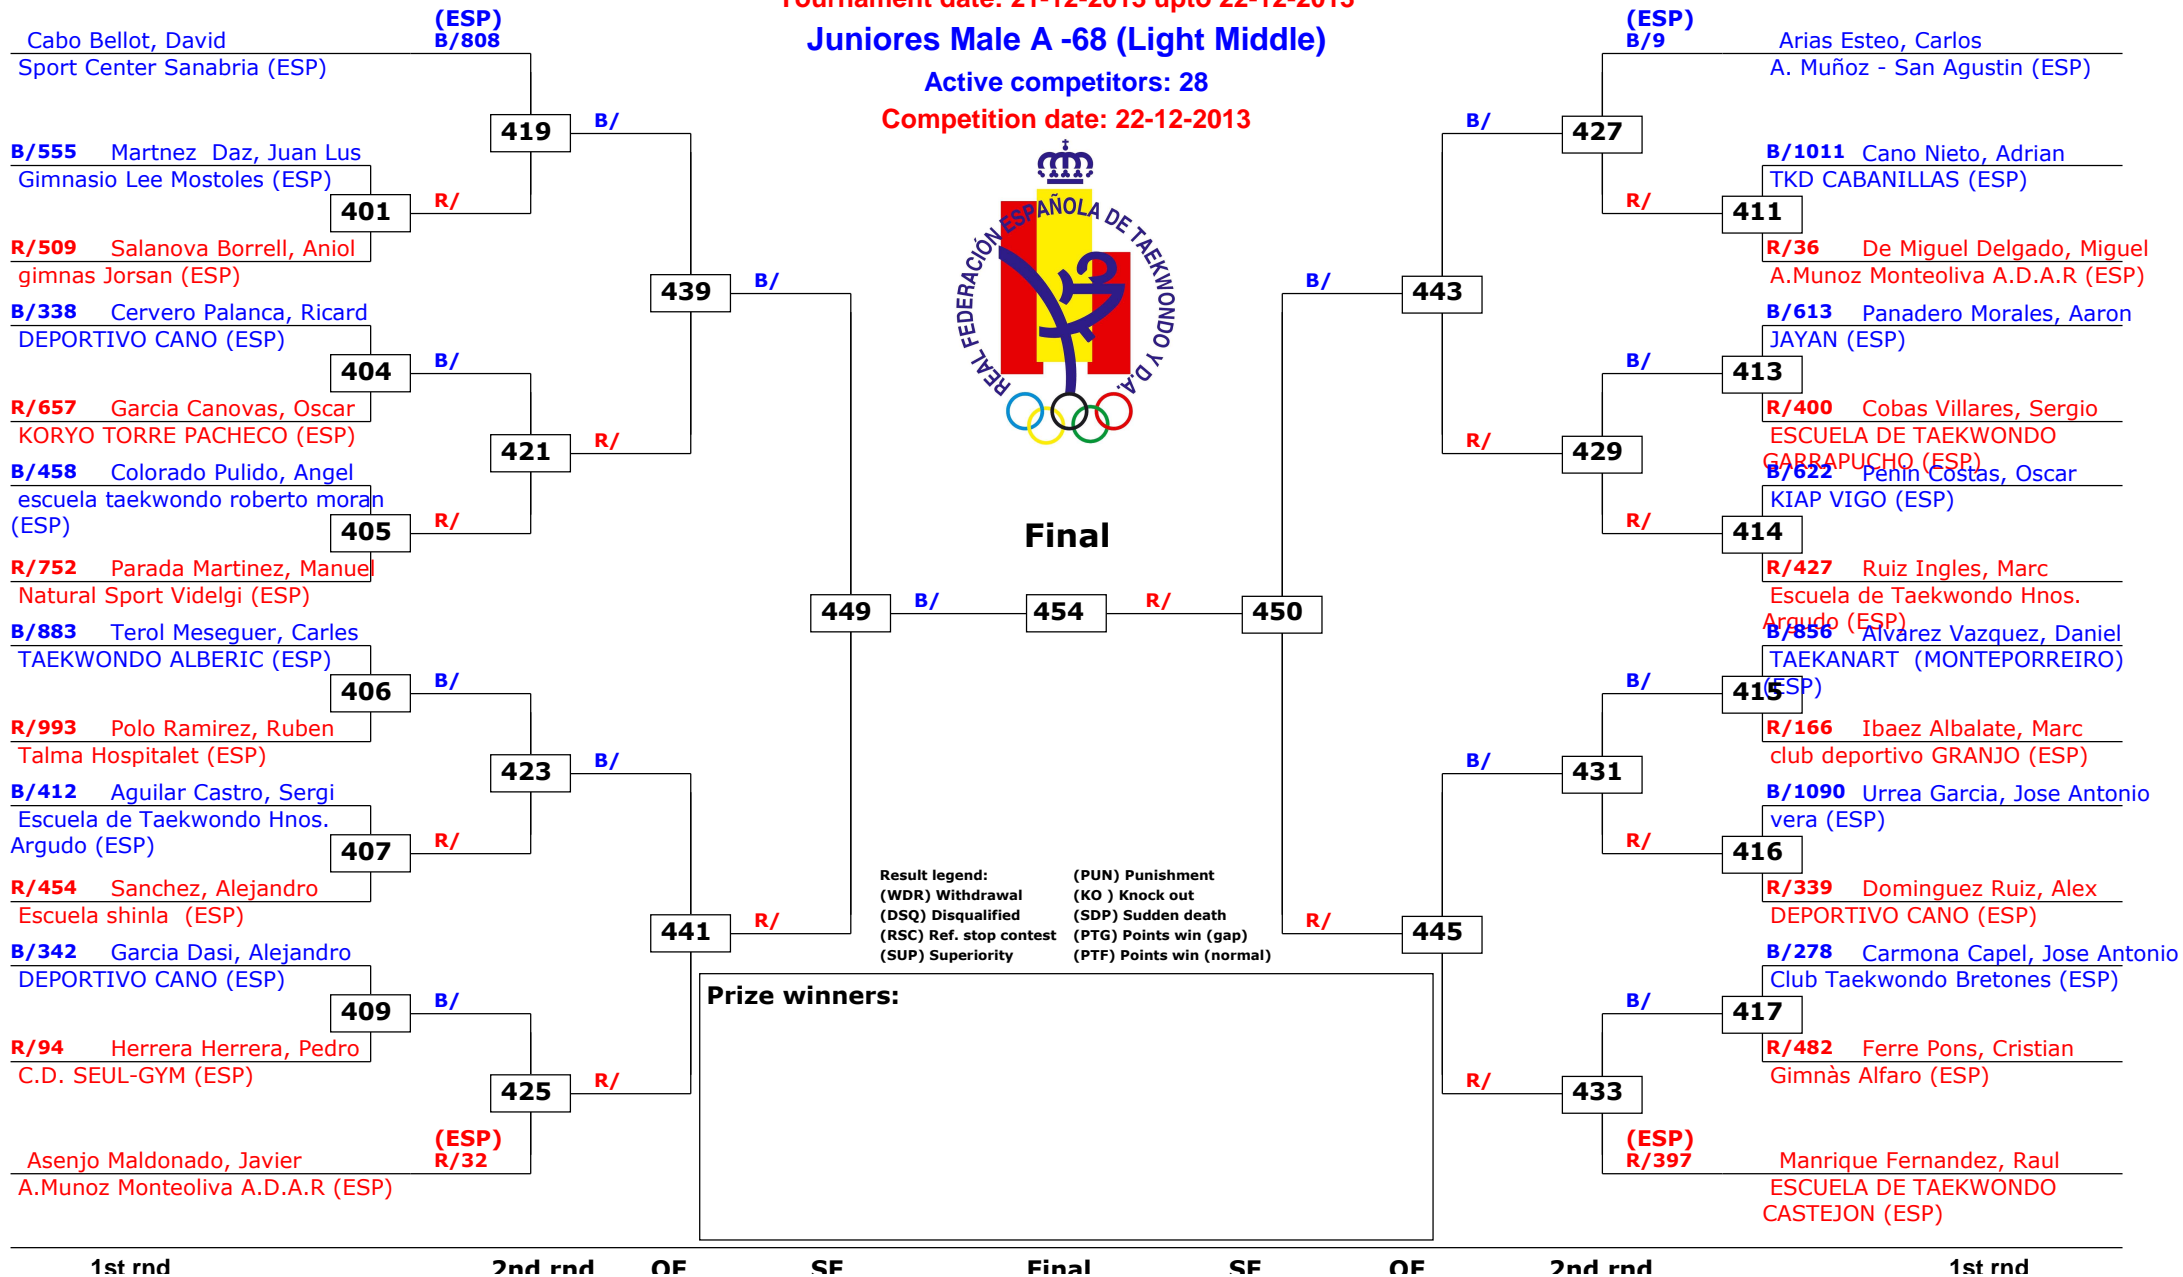 Tournament date: 21-12-2013 upto 22-12-2013
Juniores Male A -68 (Light Middle)
Active competitors: 28
Competition date: 22-12-2013
REAL FEDERACIÓN ESPAÑOLA DE TAEKWONDO Y D.A.
(ESP)
Cabo Bellot, David B/808
Sport Center Sanabria (ESP)
419 B/
B/555 Martnez  Daz, Juan Lus
Gimnasio Lee Mostoles (ESP)
401 R/
R/509 Salanova Borrell, Aniol
gimnas Jorsan (ESP)
439 B/
B/338 Cervero Palanca, Ricard
DEPORTIVO CANO (ESP)
404 B/
R/657 Garcia Canovas, Oscar
KORYO TORRE PACHECO (ESP)
421 R/
B/458 Colorado Pulido, Angel
escuela taekwondo roberto moran
(ESP)
405 R/
R/752 Parada Martinez, Manuel
Natural Sport Videlgi (ESP)
449 B/
B/883 Terol Meseguer, Carles
TAEKWONDO ALBERIC (ESP)
406 B/
R/993 Polo Ramirez, Ruben
Talma Hospitalet (ESP)
423 B/
B/412 Aguilar Castro, Sergi
Escuela de Taekwondo Hnos.
Argudo (ESP)
407 R/
R/454 Sanchez, Alejandro
Escuela shinla  (ESP)
441 R/
B/342 Garcia Dasi, Alejandro
DEPORTIVO CANO (ESP)
409 B/
R/94 Herrera Herrera, Pedro
C.D. SEUL-GYM (ESP)
425 R/
(ESP)
Asenjo Maldonado, Javier R/32
A.Munoz Monteoliva A.D.A.R (ESP)
Final
454
(ESP)
B/9 Arias Esteo, Carlos
A. Muñoz - San Agustin (ESP)
B/ 427
B/1011 Cano Nieto, Adrian
TKD CABANILLAS (ESP)
R/ 411
R/36 De Miguel Delgado, Miguel
A.Munoz Monteoliva A.D.A.R (ESP)
B/ 443
B/613 Panadero Morales, Aaron
JAYAN (ESP)
B/ 413
R/400 Cobas Villares, Sergio
ESCUELA DE TAEKWONDO
GARRAPUCHO (ESP)
R/ 429
B/622 Penin Costas, Oscar
KIAP VIGO (ESP)
R/ 414
R/427 Ruiz Ingles, Marc
Escuela de Taekwondo Hnos.
Argudo (ESP)
R/ 450
B/856 Alvarez Vazquez, Daniel
TAEKANART  (MONTEPORREIRO)
(ESP)
B/ 415
R/166 Ibaez Albalate, Marc
club deportivo GRANJO (ESP)
B/ 431
B/1090 Urrea Garcia, Jose Antonio
vera (ESP)
R/ 416
R/339 Dominguez Ruiz, Alex
DEPORTIVO CANO (ESP)
R/ 445
B/278 Carmona Capel, Jose Antonio
Club Taekwondo Bretones (ESP)
B/ 417
R/482 Ferre Pons, Cristian
Gimnàs Alfaro (ESP)
R/ 433
(ESP)
R/397 Manrique Fernandez, Raul
ESCUELA DE TAEKWONDO
CASTEJON (ESP)
Result legend: (PUN) Punishment
(WDR) Withdrawal (KO ) Knock out
(DSQ) Disqualified (SDP) Sudden death
(RSC) Ref. stop contest (PTG) Points win (gap)
(SUP) Superiority (PTF) Points win (normal)
Prize winners:
1st rnd 2nd rnd QF SF Final SF QF 2nd rnd 1st rnd